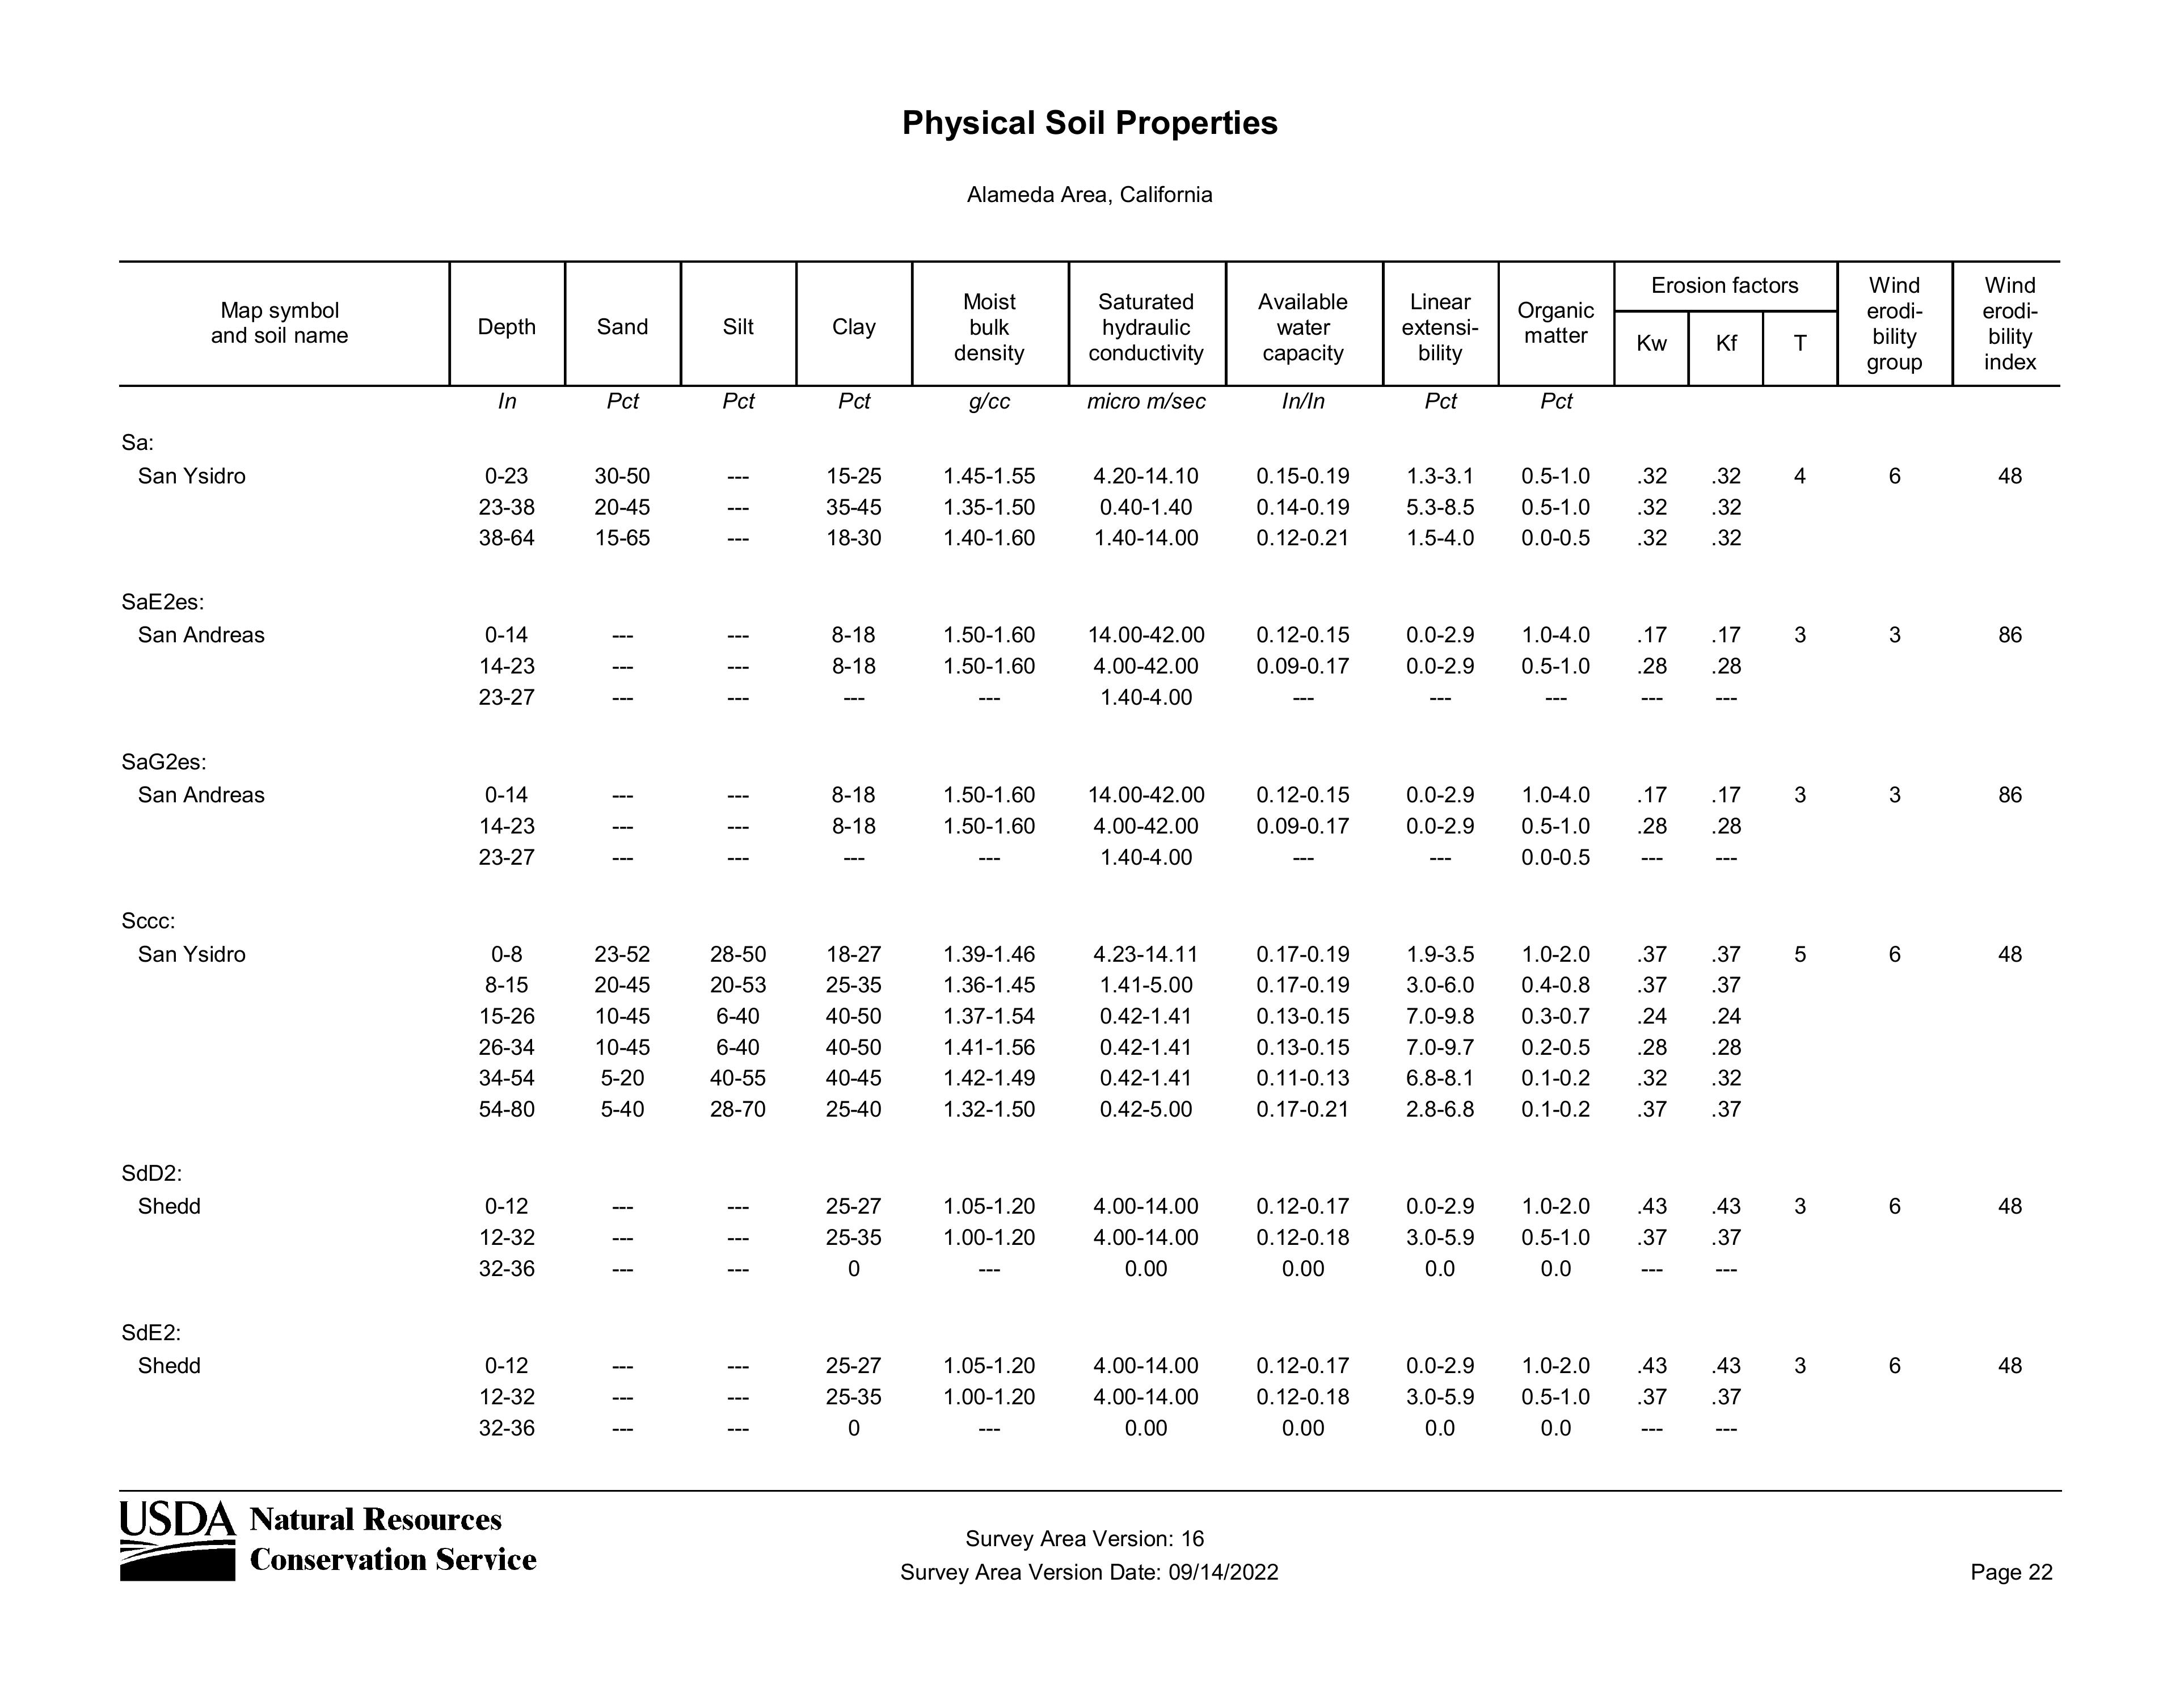 Physical Soil Properties
Alameda Area, California
Map symbol and soil name Depth Sand Silt Clay Moist bulk density Saturated hydraulic conductivity Available water capacity Linear extensi-bility Organic matter Erosion factors Kw Kf T Wind erodi-bility group Wind erodi-bility index
In Pct Pct Pct g/cc micro m/sec In/In Pct Pct
Sa:
San Ysidro 0-23 30-50 --- 15-25 1.45-1.55 4.20-14.10 0.15-0.19 1.3-3.1 0.5-1.0 .32 .32 4 6 48
23-38 20-45 --- 35-45 1.35-1.50 0.40-1.40 0.14-0.19 5.3-8.5 0.5-1.0 .32 .32
38-64 15-65 --- 18-30 1.40-1.60 1.40-14.00 0.12-0.21 1.5-4.0 0.0-0.5 .32 .32
SaE2es:
San Andreas 0-14 --- --- 8-18 1.50-1.60 14.00-42.00 0.12-0.15 0.0-2.9 1.0-4.0 .17 .17 3 3 86
14-23 --- --- 8-18 1.50-1.60 4.00-42.00 0.09-0.17 0.0-2.9 0.5-1.0 .28 .28
23-27 --- --- --- --- 1.40-4.00 --- --- --- --- ---
SaG2es:
San Andreas 0-14 --- --- 8-18 1.50-1.60 14.00-42.00 0.12-0.15 0.0-2.9 1.0-4.0 .17 .17 3 3 86
14-23 --- --- 8-18 1.50-1.60 4.00-42.00 0.09-0.17 0.0-2.9 0.5-1.0 .28 .28
23-27 --- --- --- --- 1.40-4.00 --- --- 0.0-0.5 --- ---
Sccc:
San Ysidro 0-8 23-52 28-50 18-27 1.39-1.46 4.23-14.11 0.17-0.19 1.9-3.5 1.0-2.0 .37 .37 5 6 48
8-15 20-45 20-53 25-35 1.36-1.45 1.41-5.00 0.17-0.19 3.0-6.0 0.4-0.8 .37 .37
15-26 10-45 6-40 40-50 1.37-1.54 0.42-1.41 0.13-0.15 7.0-9.8 0.3-0.7 .24 .24
26-34 10-45 6-40 40-50 1.41-1.56 0.42-1.41 0.13-0.15 7.0-9.7 0.2-0.5 .28 .28
34-54 5-20 40-55 40-45 1.42-1.49 0.42-1.41 0.11-0.13 6.8-8.1 0.1-0.2 .32 .32
54-80 5-40 28-70 25-40 1.32-1.50 0.42-5.00 0.17-0.21 2.8-6.8 0.1-0.2 .37 .37
SdD2:
Shedd 0-12 --- --- 25-27 1.05-1.20 4.00-14.00 0.12-0.17 0.0-2.9 1.0-2.0 .43 .43 3 6 48
12-32 --- --- 25-35 1.00-1.20 4.00-14.00 0.12-0.18 3.0-5.9 0.5-1.0 .37 .37
32-36 --- --- 0 --- 0.00 0.00 0.0 0.0 --- ---
SdE2:
Shedd 0-12 --- --- 25-27 1.05-1.20 4.00-14.00 0.12-0.17 0.0-2.9 1.0-2.0 .43 .43 3 6 48
12-32 --- --- 25-35 1.00-1.20 4.00-14.00 0.12-0.18 3.0-5.9 0.5-1.0 .37 .37
32-36 --- --- 0 --- 0.00 0.00 0.0 0.0 --- ---
USDA Natural Resources
Conservation Service
Survey Area Version: 16
Survey Area Version Date: 09/14/2022
Page 22